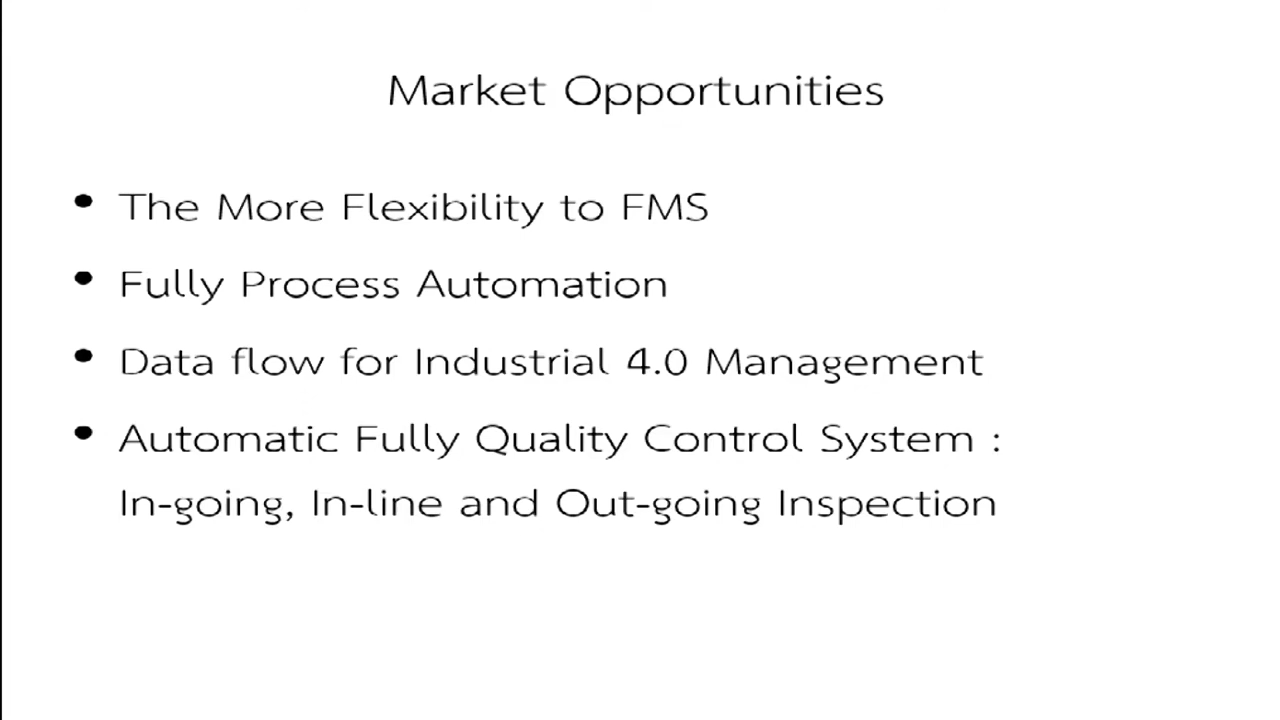 Market Opportunities
• The More Flexibility to FMS
• Fully Process Automation
• Data flow for Industrial 4.0 Management
• Automatic Fully Quality Control System :
In-going, In-line and Out-going Inspection